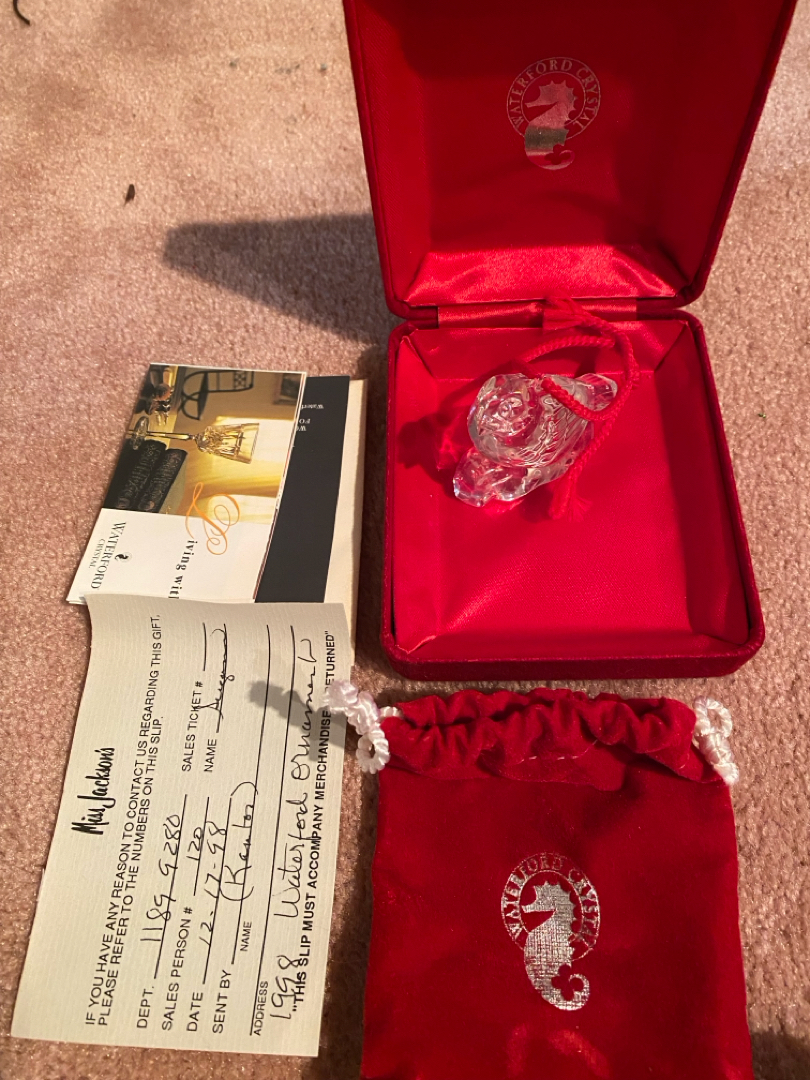 WATERFORD CRYSTAL
WATERFORD
CRYSTAL
iving wit
Miss Jackson's
IF YOU HAVE ANY REASON TO CONTACT US REGARDING THIS GIFT,
PLEASE REFER TO THE NUMBERS ON THIS SLIP.
DEPT. 1189 9280 SALES TICKET #
SALES PERSON # 120 NAME
DATE 12-17-98
SENT BY
NAME
ADDRESS
1998 Waterford Ornament
"THIS SLIP MUST ACCOMPANY MERCHANDISE ETURNED"
WATERFORD CRYSTAL